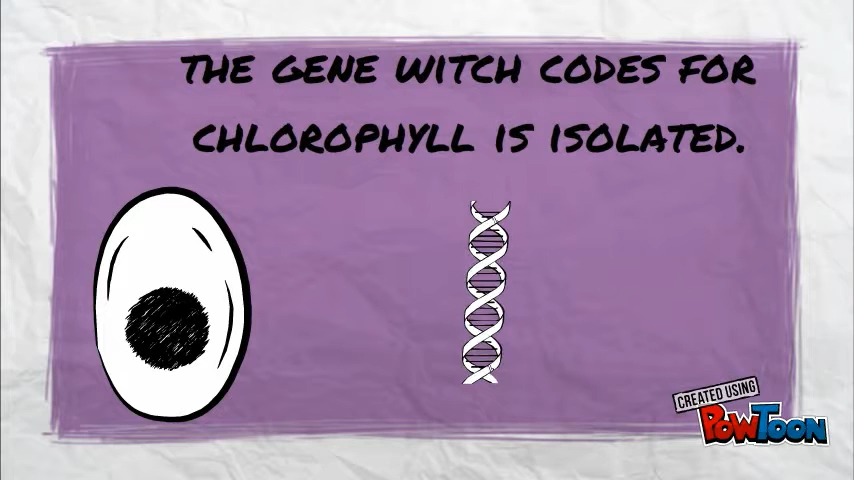 THE GENE WITCH CODES FOR
CHLOROPHYLL IS ISOLATED.
CREATED USING
POWTOON